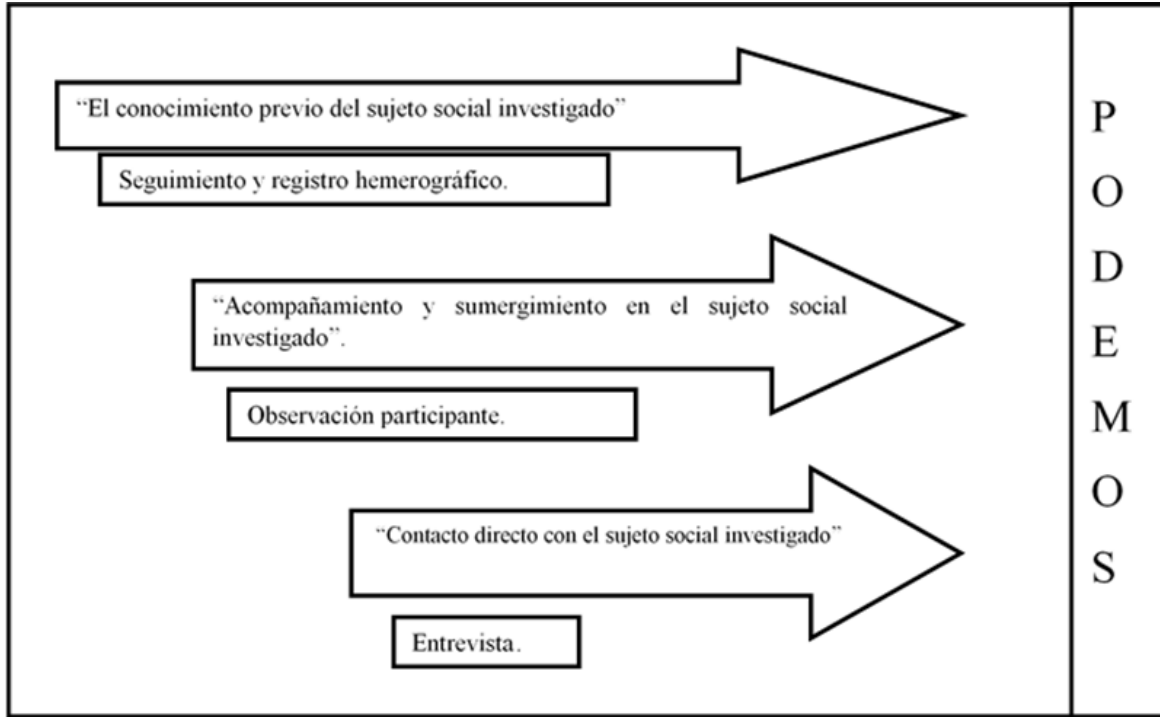 “El conocimiento previo del sujeto social investigado”
Seguimiento y registro hemerográfico.
“Acompañamiento y sumergimiento en el sujeto social
investigado”.
Observación participante.
“Contacto directo con el sujeto social investigado”
Entrevista.
P
O
D
E
M
O
S